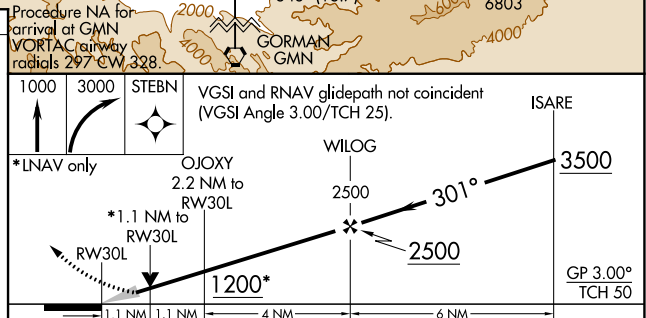 Procedure NA for
arrival at GMN
VORTAC airway
radials 297 CW 328.
2000
4000
GORMAN
GMN
6803
4000
1000
3000
STEBN
VGSI and RNAV glidepath not coincident
(VGSI Angle 3.00/TCH 25).
ISARE
*LNAV only
OJOXY
2.2 NM to
RW30L
WILOG
2500
3500
301°
*1.1 NM to
RW30L
RW30L
2500
1200*
GP 3.00°
TCH 50
1.1 NM
1.1 NM
4 NM
6 NM